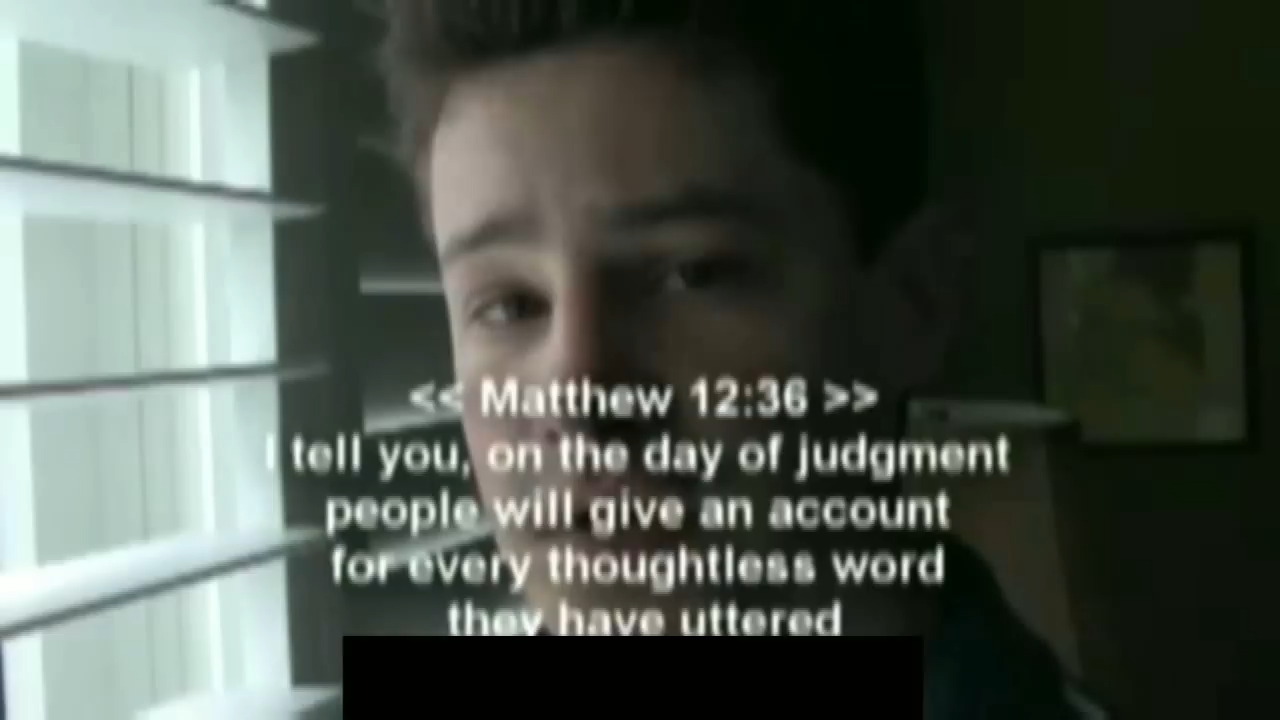 << Matthew 12:36 >>
I tell you, on the day of judgment
people will give an account
for every thoughtless word
they have uttered